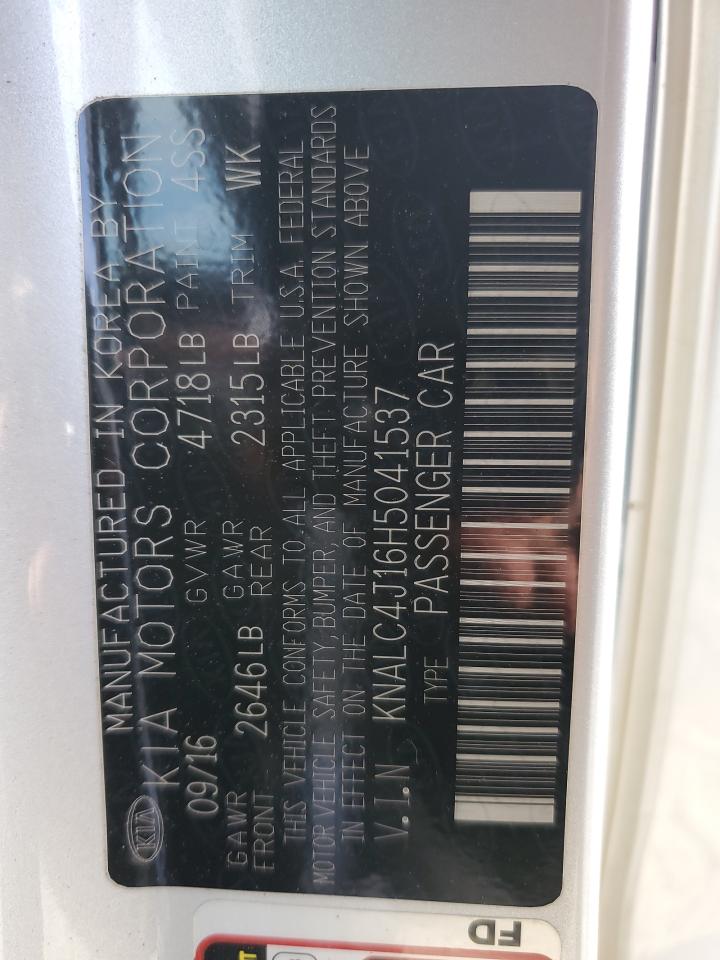 MANUFACTURED IN KOREA BY
KIA KIA MOTORS CORPORATION
09/16 GVWR 4718LB PAINT 4SS
GAWR FRONT 2646LB GAWR REAR 2315LB TRIM WK
THIS VEHICLE CONFORMS TO ALL APPLICABLE U.S.A. FEDERAL
MOTOR VEHICLE SAFETY, BUMPER, AND THEFT PREVENTION STANDARDS
IN EFFECT ON THE DATE OF MANUFACTURE SHOWN ABOVE
V.I.N KNALC4J16H5041537
TYPE PASSENGER CAR
FD